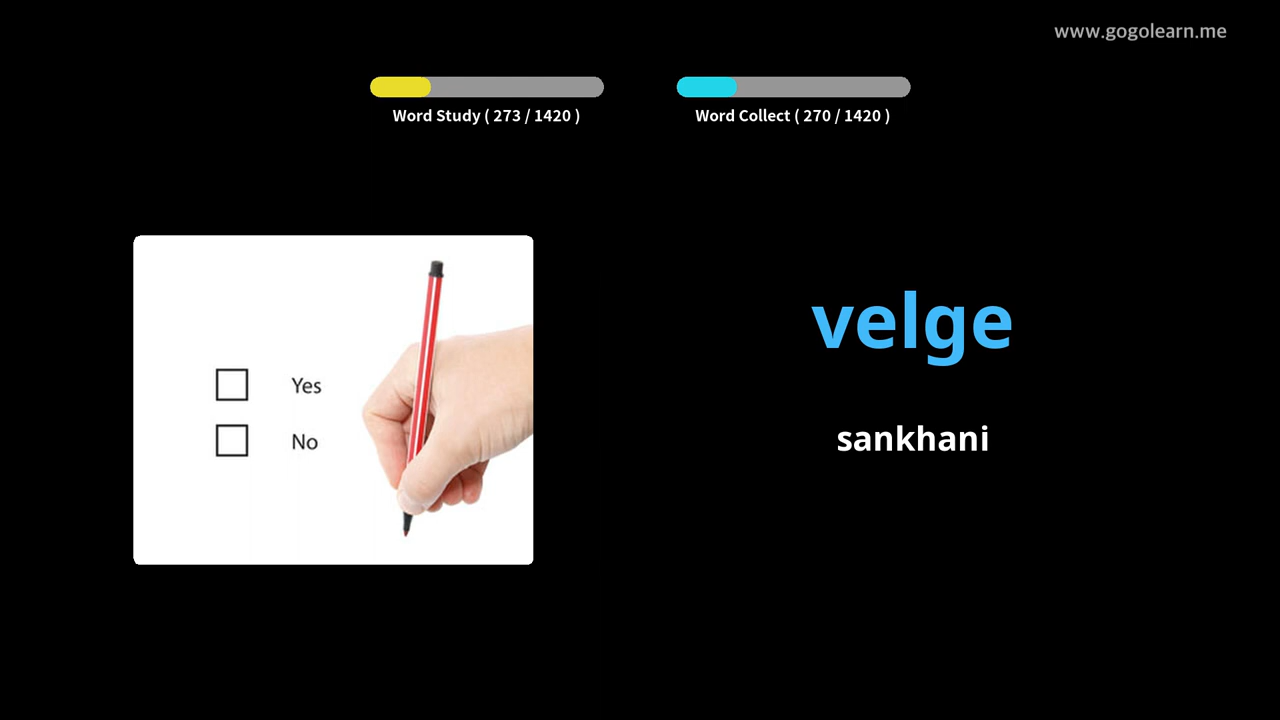 www.gogolearn.me
Word Study ( 273 / 1420 )
Word Collect ( 270 / 1420 )
Yes
No
velge
sankhani